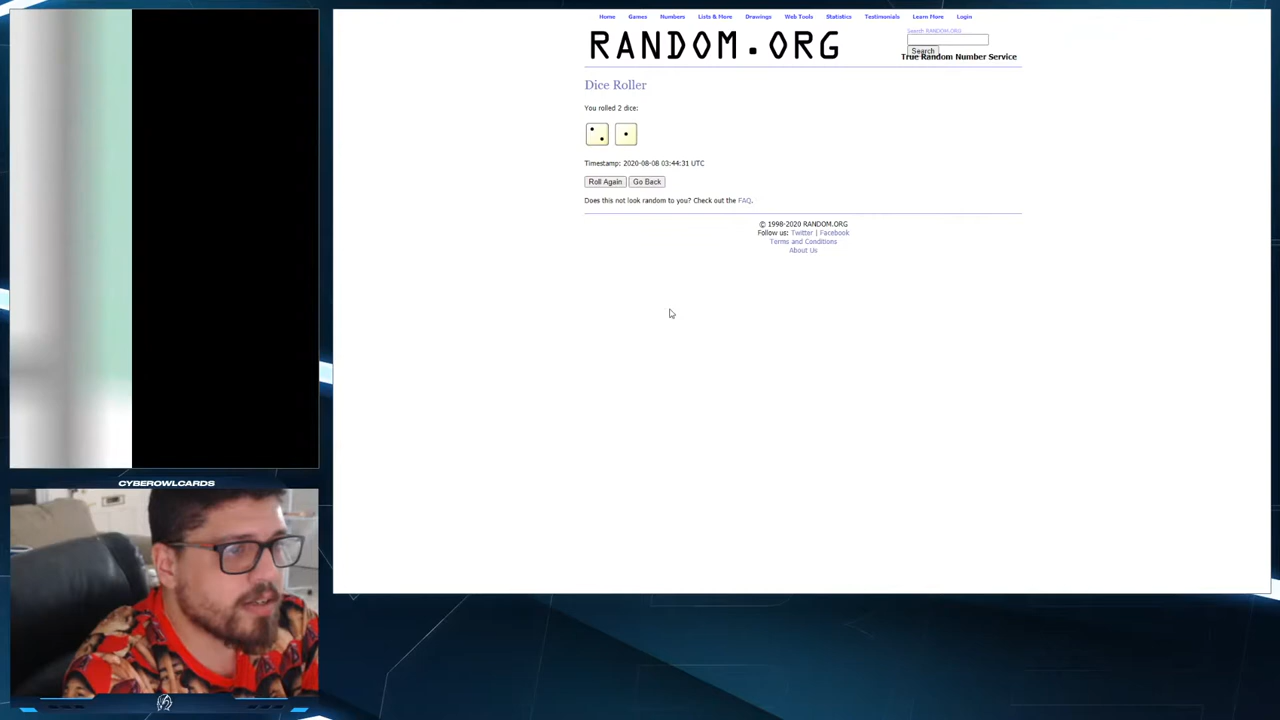 Home Games Numbers Lists & More Drawings Web Tools Statistics Testimonials Learn More Login
RANDOM.ORG
Search RANDOM.ORG
Search
True Random Number Service
Dice Roller
You rolled 2 dice:
Timestamp: 2020-08-08 03:44:31 UTC
Roll Again Go Back
Does this not look random to you? Check out the FAQ.
© 1998-2020 RANDOM.ORG
Follow us: Twitter | Facebook
Terms and Conditions
About Us
CYBEROWLCARDS